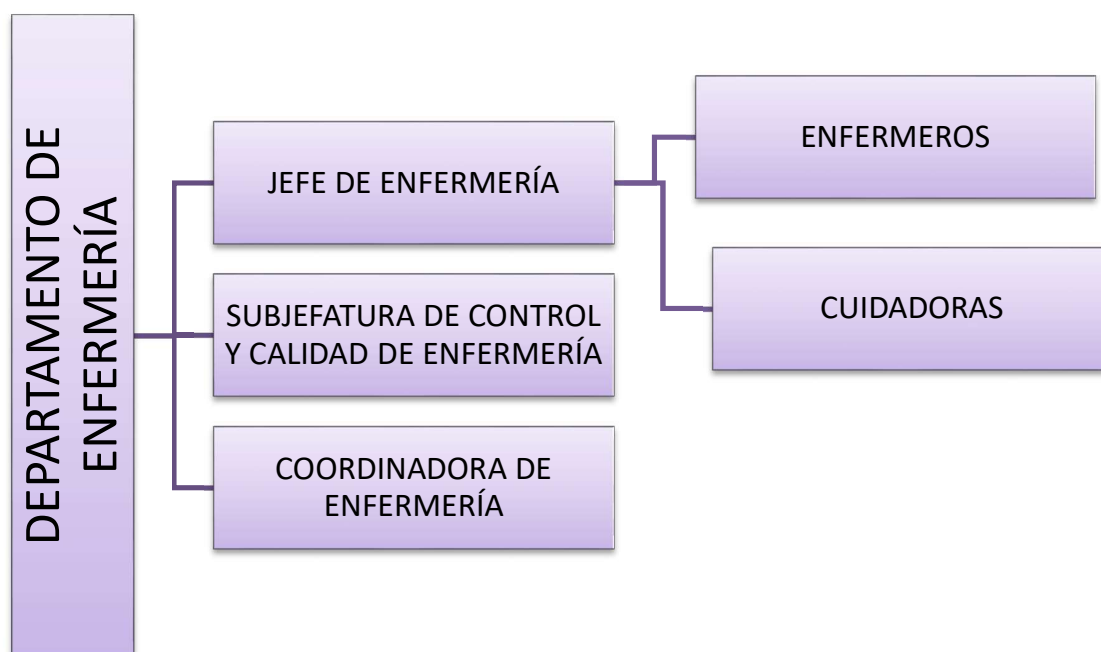 DEPARTAMENTO DE
ENFERMERÍA
JEFE DE ENFERMERÍA
SUBJEFATURA DE CONTROL
Y CALIDAD DE ENFERMERÍA
COORDINADORA DE
ENFERMERÍA
ENFERMEROS
CUIDADORAS